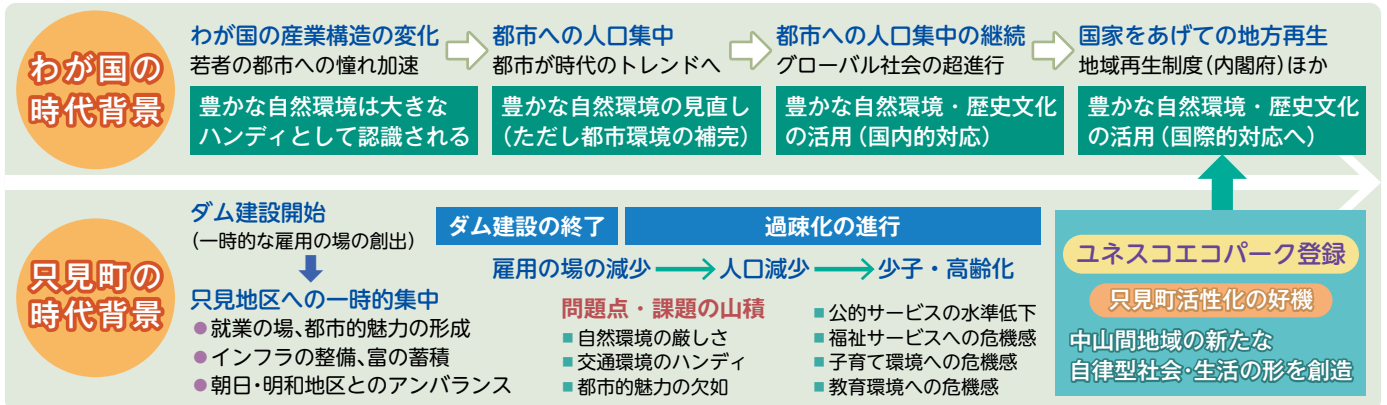 わが国の
時代背景
わが国の産業構造の変化
若者の都市への憧れ加速
豊かな自然環境は大きな
ハンディとして認識される
都市への人口集中
都市が時代のトレンドへ
豊かな自然環境の見直し
(ただし都市環境の補完)
都市への人口集中の継続
グローバル社会の超進行
豊かな自然環境・歴史文化
の活用(国内的対応)
国家をあげての地方再生
地域再生制度(内閣府)ほか
豊かな自然環境・歴史文化
の活用(国際的対応へ)
只見町の
時代背景
ダム建設開始
(一時的な雇用の場の創出)
只見地区への一時的集中
●就業の場、都市的魅力の形成
●インフラの整備、富の蓄積
●朝日・明和地区とのアンバランス
ダム建設の終了
過疎化の進行
雇用の場の減少→人口減少→少子・高齢化
問題点・課題の山積
■自然環境の厳しさ
■交通環境のハンディ
■都市的魅力の欠如
■公的サービスの水準低下
■福祉サービスへの危機感
■子育て環境への危機感
■教育環境への危機感
ユネスコエコパーク登録
只見町活性化の好機
中山間地域の新たな
自律型社会・生活の形を創造